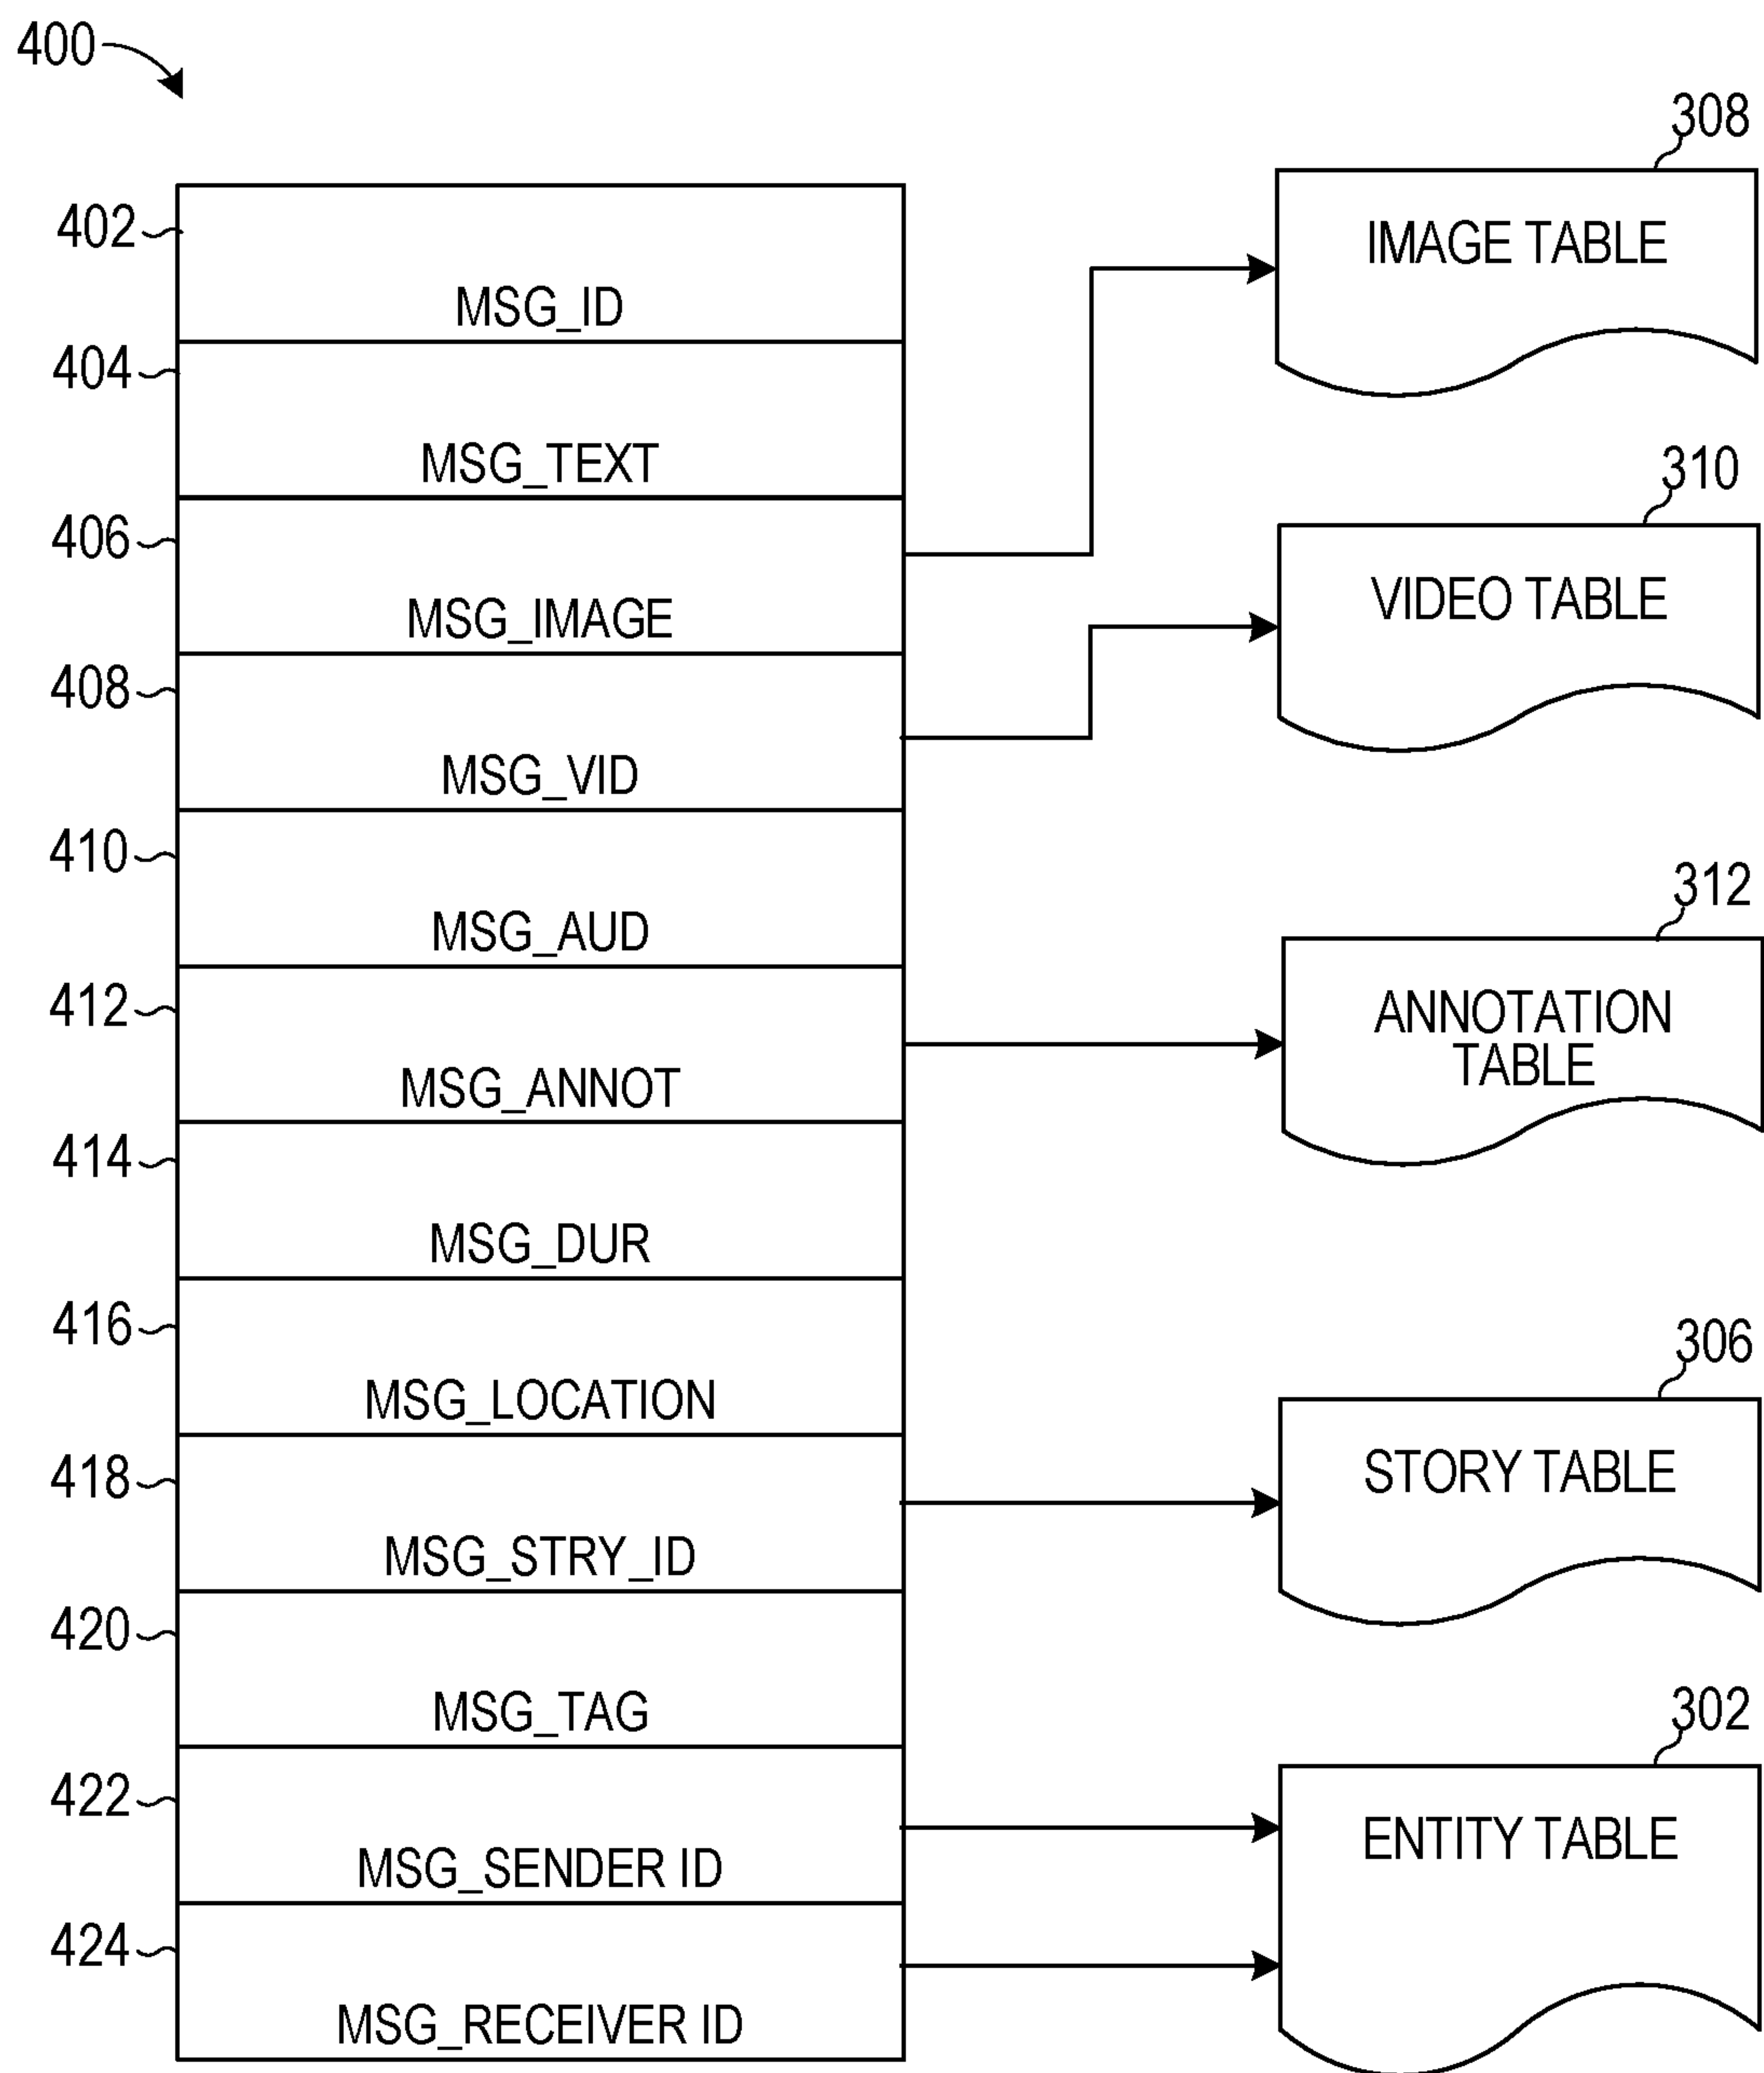 400
308
402
IMAGE TABLE
MSG_ID
404
MSG_TEXT
310
406
VIDEO TABLE
MSG_IMAGE
408
MSG_VID
410
312
MSG_AUD
412
ANNOTATION
TABLE
MSG_ANNOT
414
MSG_DUR
416
306
MSG_LOCATION
418
STORY TABLE
MSG_STRY_ID
420
MSG_TAG
302
422
ENTITY TABLE
MSG_SENDER ID
424
MSG_RECEIVER ID